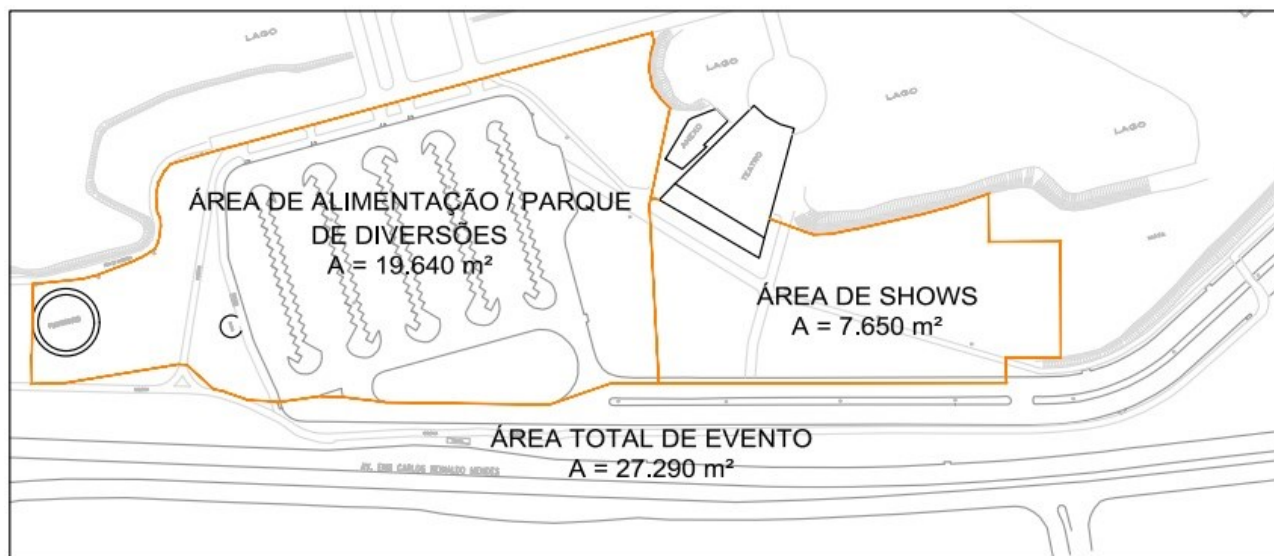 LAGO
LAGO
LAGO
LAGO
LAGO
ANEXO
TEATRO
ÁREA DE ALIMENTAÇÃO / PARQUE
DE DIVERSÕES
A = 19.640 m²
ÁREA DE SHOWS
A = 7.650 m²
ÁREA TOTAL DE EVENTO
A = 27.290 m²